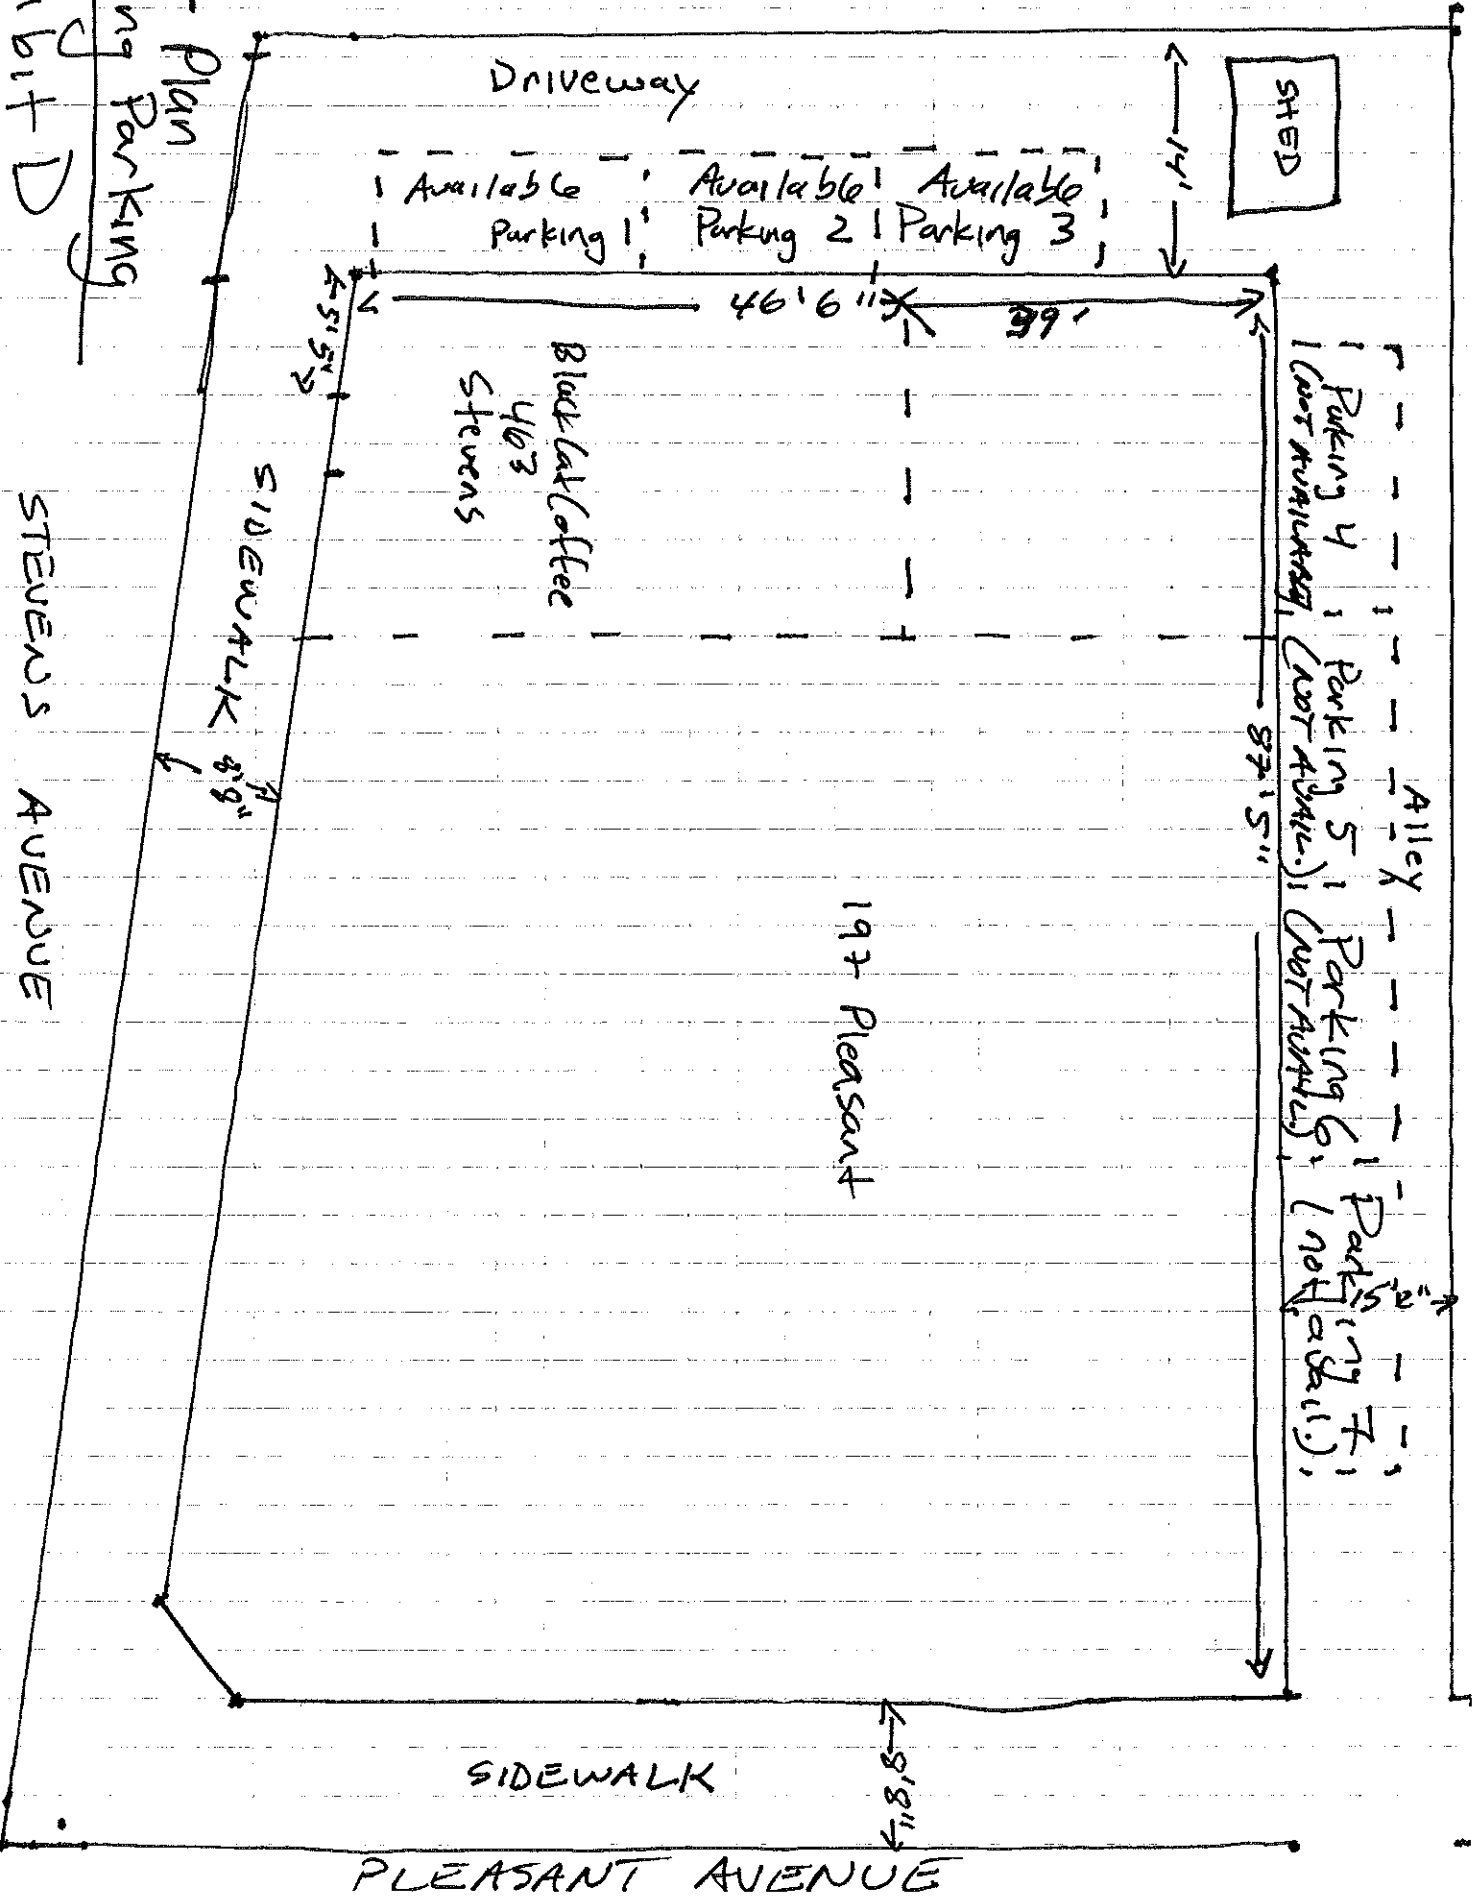 Plan
Parking
bit D
Driveway
SHED
14'
Available
Parking 1
Available
Parking 2
Available
Parking 3
46'6"
39'
5'5"
Black Cat Coffee
463
Stevens
Parking 4
(NOT AVAILABLE)
Parking 5
(NOT AVAIL.)
Parking 6
(NOT AVAIL.)
Parking 7
(not avail.)
Alley
87'5"
15'2"
SIDEWALK
8'8"
STEVENS AVENUE
197 Pleasant
SIDEWALK
8'8"
PLEASANT AVENUE